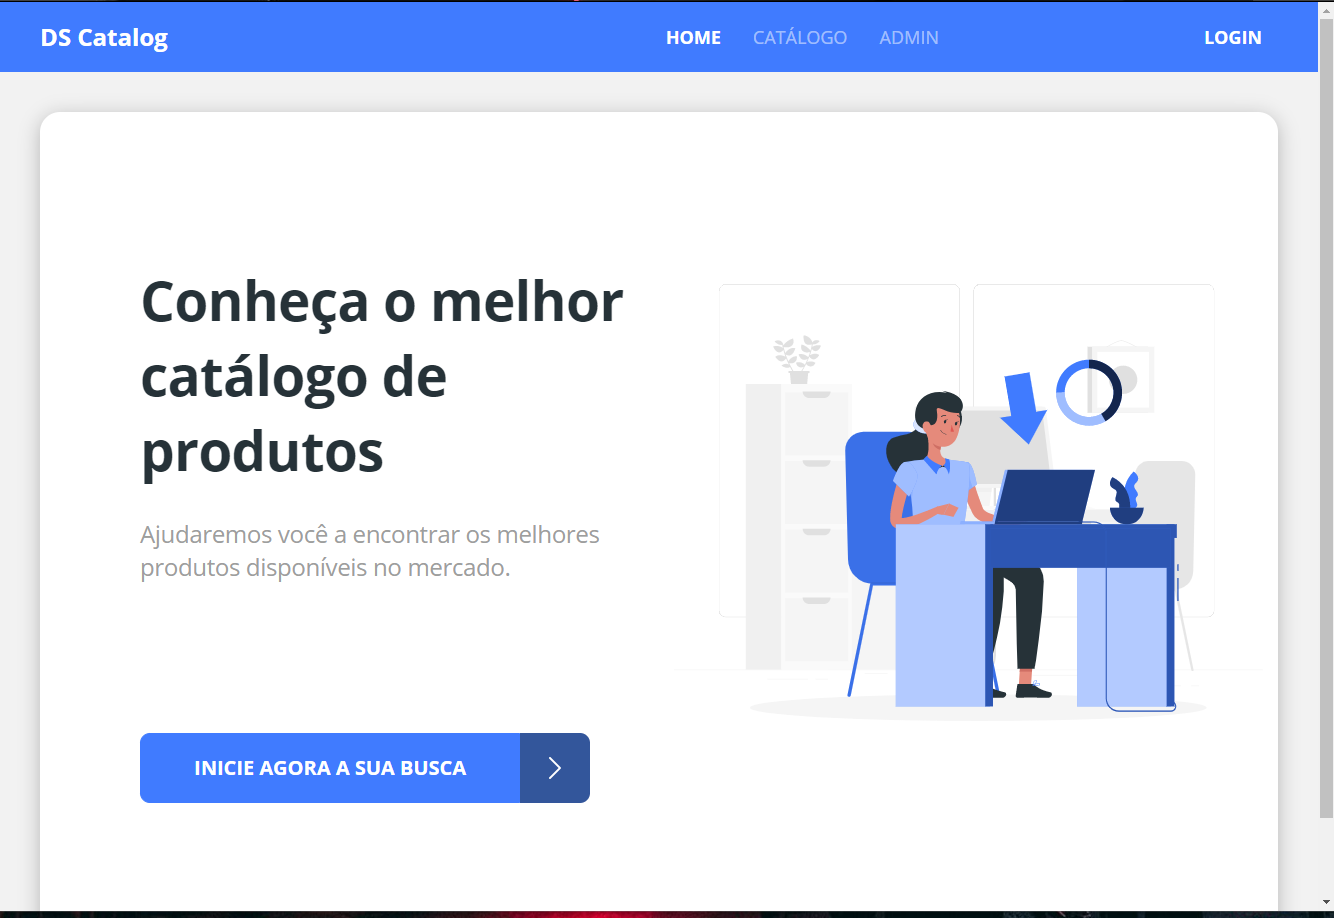 DS Catalog
HOME CATÁLOGO ADMIN
LOGIN
Conheça o melhor
catálogo de
produtos
Ajudaremos você a encontrar os melhores
produtos disponíveis no mercado.
INICIE AGORA A SUA BUSCA